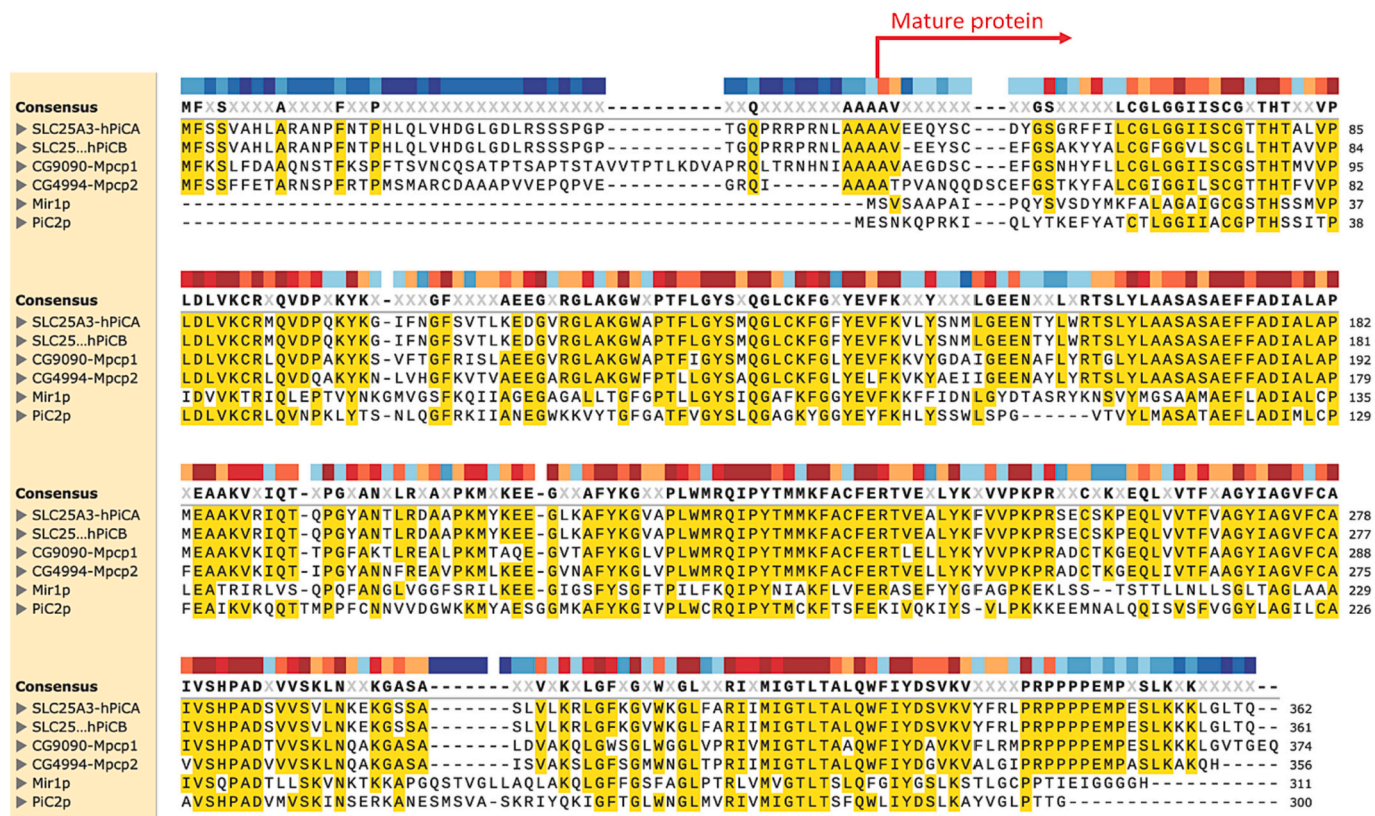 Mature protein
Consensus MFXSXXXXAXXXXFXXPXXXXXXXXXXXXXXXXXXX----------XXQXXXXXXXAAAAVXXXXXX---XXGSXXXXXLCGLGGIISCGXTHTXXVP
SLC25A3-hPiCA MFSSVAHLARANPFNTPHLQLVHDGLGDLRSSSPGP----------TGQPRRPRNLAAAAVEEQYSC---DYGSGRFFILCGLGGIISCGTTHTALVP 85
SLC25...hPiCB MFSSVAHLARANPFNTPHLQLVHDGLGDLRSSSPGP----------TGQPRRPRNLAAAAVEEQYSC---DYGSAKYYALCGFGGVLSCGLTHTAVVP 84
CG9090-Mpcp1 MFKSLFDAAQNSTFKSPFTSVNCQSATPTSAPTSTAVVTPTLKDVAPRQLTRNHNIAAAAVAEGDSC---EFGSNHYFLLCGLGGIISCGSTHTMVVP 95
CG4994-Mpcp2 MFSSFFETARNSPFRTPMSMARCDAAAPVVEPQPVE----------GRQI-----AAAATPVANQQDSCEFGSTKYFALCGIGGILSCGTTHTFVVP 82
Mir1p ----------------------------------------------------------MSVSAAPAI---PQYSVSDYMKFALAGAIGCGSTHSSMVP 37
PiC2p ---------------------------------------------------------MESNKQPRKI---QLYTKEFYATCTLGGIIACGPTHSSITP 38
Consensus LDLVKCRXQVDPXKYKX-XXXGFXXXXAEEGXRGLAKGWXPTFLGYSXQGLCKFGXYEVFKXXYXXXLGEENXXLXRTSLYLAASASAEFFADIALAP
SLC25A3-hPiCA LDLVKCRMQVDPQKYKG-IFNGFSVTLKEDGVRGLAKGWAPTFLGYSMQGLCKFGFYEVFKVLYSNMLGEENTYLWRTSLYLAASASAEFFADIALAP 182
SLC25...hPiCB LDLVKCRMQVDPQKYKG-IFNGFSVTLKEDGVRGLAKGWAPTFLGYSMQGLCKFGFYEVFKVLYSNMLGEENTYLWRTSLYLAASASAEFFADIALAP 181
CG9090-Mpcp1 LDLVKCRLQVDPAKYKS-VFTGFRISLAEEGVRGLAKGWAPTFIGYSMQGLCKFGLYEVFKKVYGDAIGEENAFLYRTGLYLAASASAEFFADIALAP 192
CG4994-Mpcp2 LDLVKCRLQVDQAKYKN-LVHGFKVTVAEEGARGLAKGWFPTLLGYSAQGLCKFGLYELFKVKYAEIIGEENAYLYRTSLYLAASASAEFFADIALAP 179
Mir1p IDVVKTRIQLEPTVYNKGMVGSFKQIIAGEGAGALLTGFGPTLLGYSIQGAFKFGGYEVFKKFFIDNLGYDTASRYKNSVYMGSAAMAEFLADIALCP 135
PiC2p LDLVKCRLQVNPKLYTS-NLQGFRKIIANEGWKKVYTGFGATFVGYSLQGAGKYGGYEYFKHLYSSWLSPG------VTVYLMASATAEFLADIMLCP 129
Consensus XEAAKVXIQT-XPGXANXLRXAXPKMXKEE-GXXAFYKGXXPLWMRQIPYTMMKFACFERTVEXLYKXVVPKPRXXCXKXEQLXVTFXAGYIAGVFCA
SLC25A3-hPiCA MEAAKVRIQT-QPGYANTLRDAAPKMYKEE-GLKAFYKGVAPLWMRQIPYTMMKFACFERTVEALYKFVVPKPRSECSKPEQLVVTFVAGYIAGVFCA 278
SLC25...hPiCB MEAAKVRIQT-QPGYANTLRDAAPKMYKEE-GLKAFYKGVAPLWMRQIPYTMMKFACFERTVEALYKFVVPKPRSECSKPEQLVVTFVAGYIAGVFCA 277
CG9090-Mpcp1 MEAAKVKIQT-TPGFAKTLREALPKMTAQE-GVTAFYKGLVPLWMRQIPYTMMKFACFERTLELLYKYVVPKPRADCTKGEQLVVTFAAGYIAGVFCA 288
CG4994-Mpcp2 FEAAKVKIQT-IPGYANNFREAVPKMLKEE-GVNAFYKGLVPLWMRQIPYTMMKFACFERTVELLYKYVVPKPRADCTKGEQLIVTFAAGYIAGVFCA 275
Mir1p LEATRIRLVS-QPQFANGLVGGFSRILKEE-GIGSFYSGFTPILFKQIPYNIAKFLVFERASEFYYGFAGPKEKLSS--TSTTLLNLLSGLTAGLAAA 229
PiC2p FEAIKVKQQTTMPPFCNNVVDGWKKMYAESGGMKAFYKGIVPLWCRQIPYTMCKFTSFEKIVQKIYS-VLPKKKEEMNALQQISVSFVGGYLAGILCA 226
Consensus IVSHPADXVVSKLNXXKGASA-------XXVXKXLGFXGXWXGLXXRIXMIGTLTALQWFIYDSVKVXXXXPRPPPPEMPXSLKXKXXXXX--
SLC25A3-hPiCA IVSHPADSVVSVLNKEKGSSA-------SLVLKRLGFKGVWKGLFARIIMIGTLTALQWFIYDSVKVYFRLPRPPPPEMPESLKKKLGLTQ-- 362
SLC25...hPiCB IVSHPADSVVSVLNKEKGSSA-------SLVLKRLGFKGVWKGLFARIIMIGTLTALQWFIYDSVKVYFRLPRPPPPEMPESLKKKLGLTQ-- 361
CG9090-Mpcp1 IVSHPADTVVSKLNQAKGASA-------LDVAKQLGWSGLWGGLVPRIVMIGTLTAAQWFIYDAVKVFLRMPRPPPPEMPESLKKKLGVTGEQ 374
CG4994-Mpcp2 VVSHPADVVVSKLNQAKGASA-------ISVAKSLGFSGMWNGLTPRIIMIGTLTALQWFIYDGVKVALGIPRPPPPEMPASLKAKQH-- 356
Mir1p IVSQPADTLLSKVNKTKKAPGQSTVGLLAQLAKQLGFFGSFAGLPTRLVMVGTLTSLQFGIYGSLKSTLGCPPTIEIGGGGH---------- 311
PiC2p AVSHPADVMVSKINSERKANESMSVA-SKRIYQKIGFTGLWNGLMVRIVMIGTLTSFQWLIYDSLKAYVGLPTTG------------------ 300